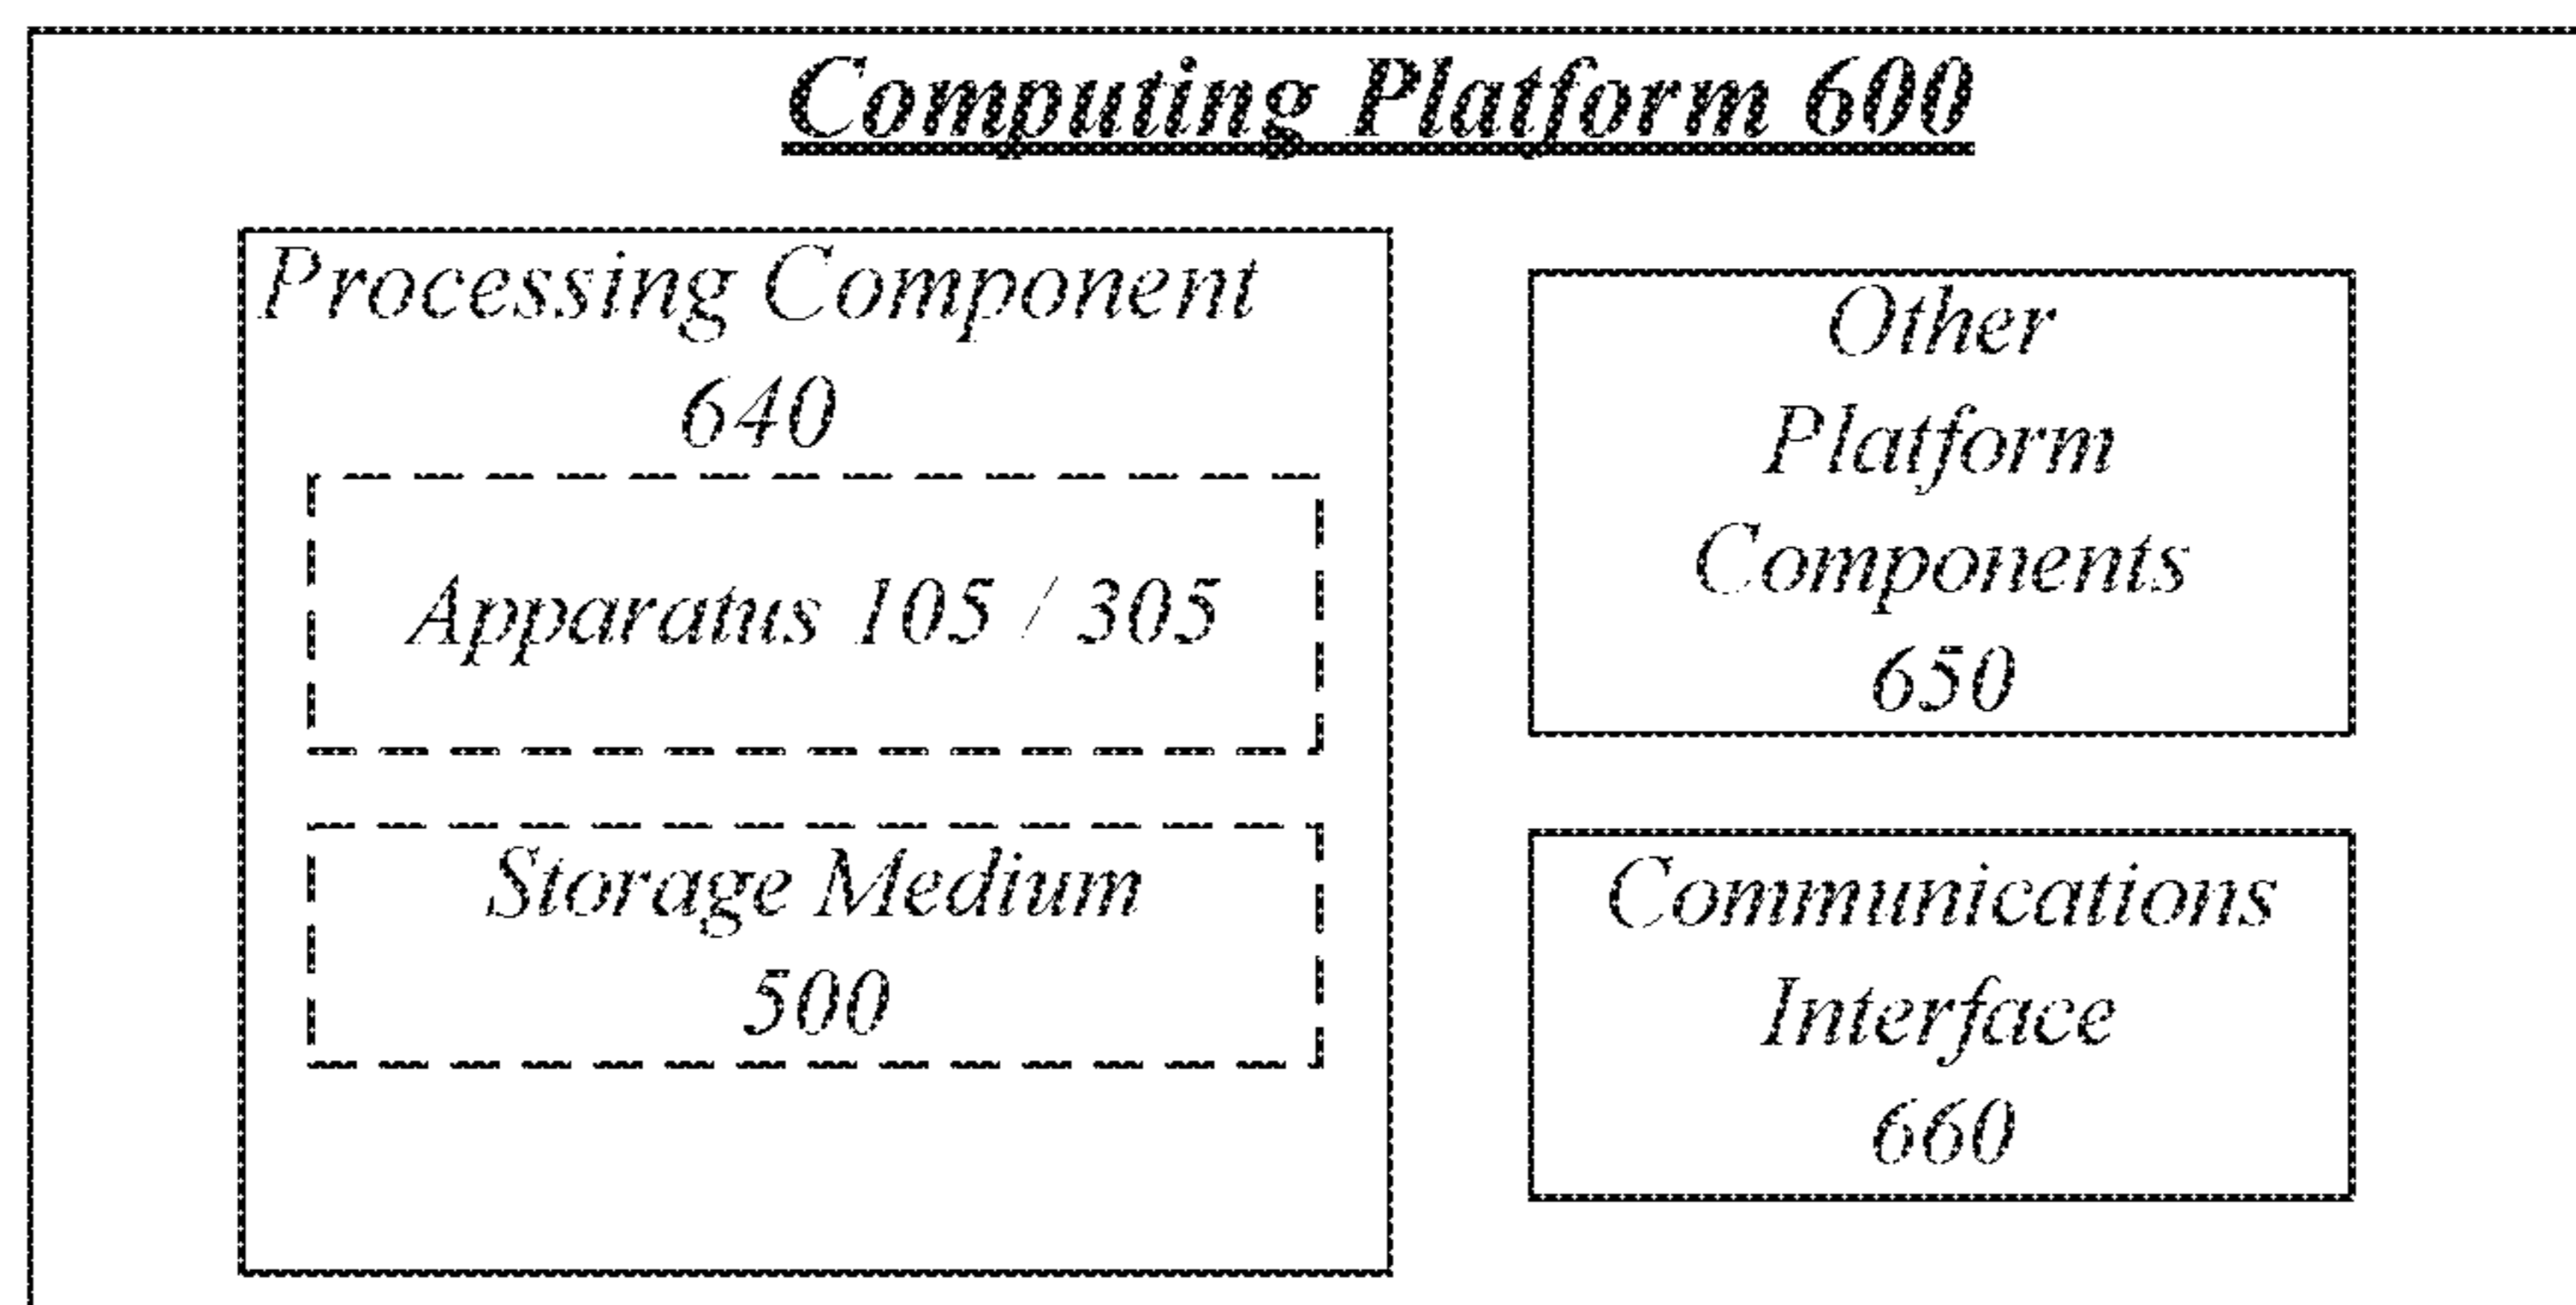 Computing Platform 600
Processing Component
640
Apparatus 105 / 305
Storage Medium
500
Other
Platform
Components
650
Communications
Interface
660